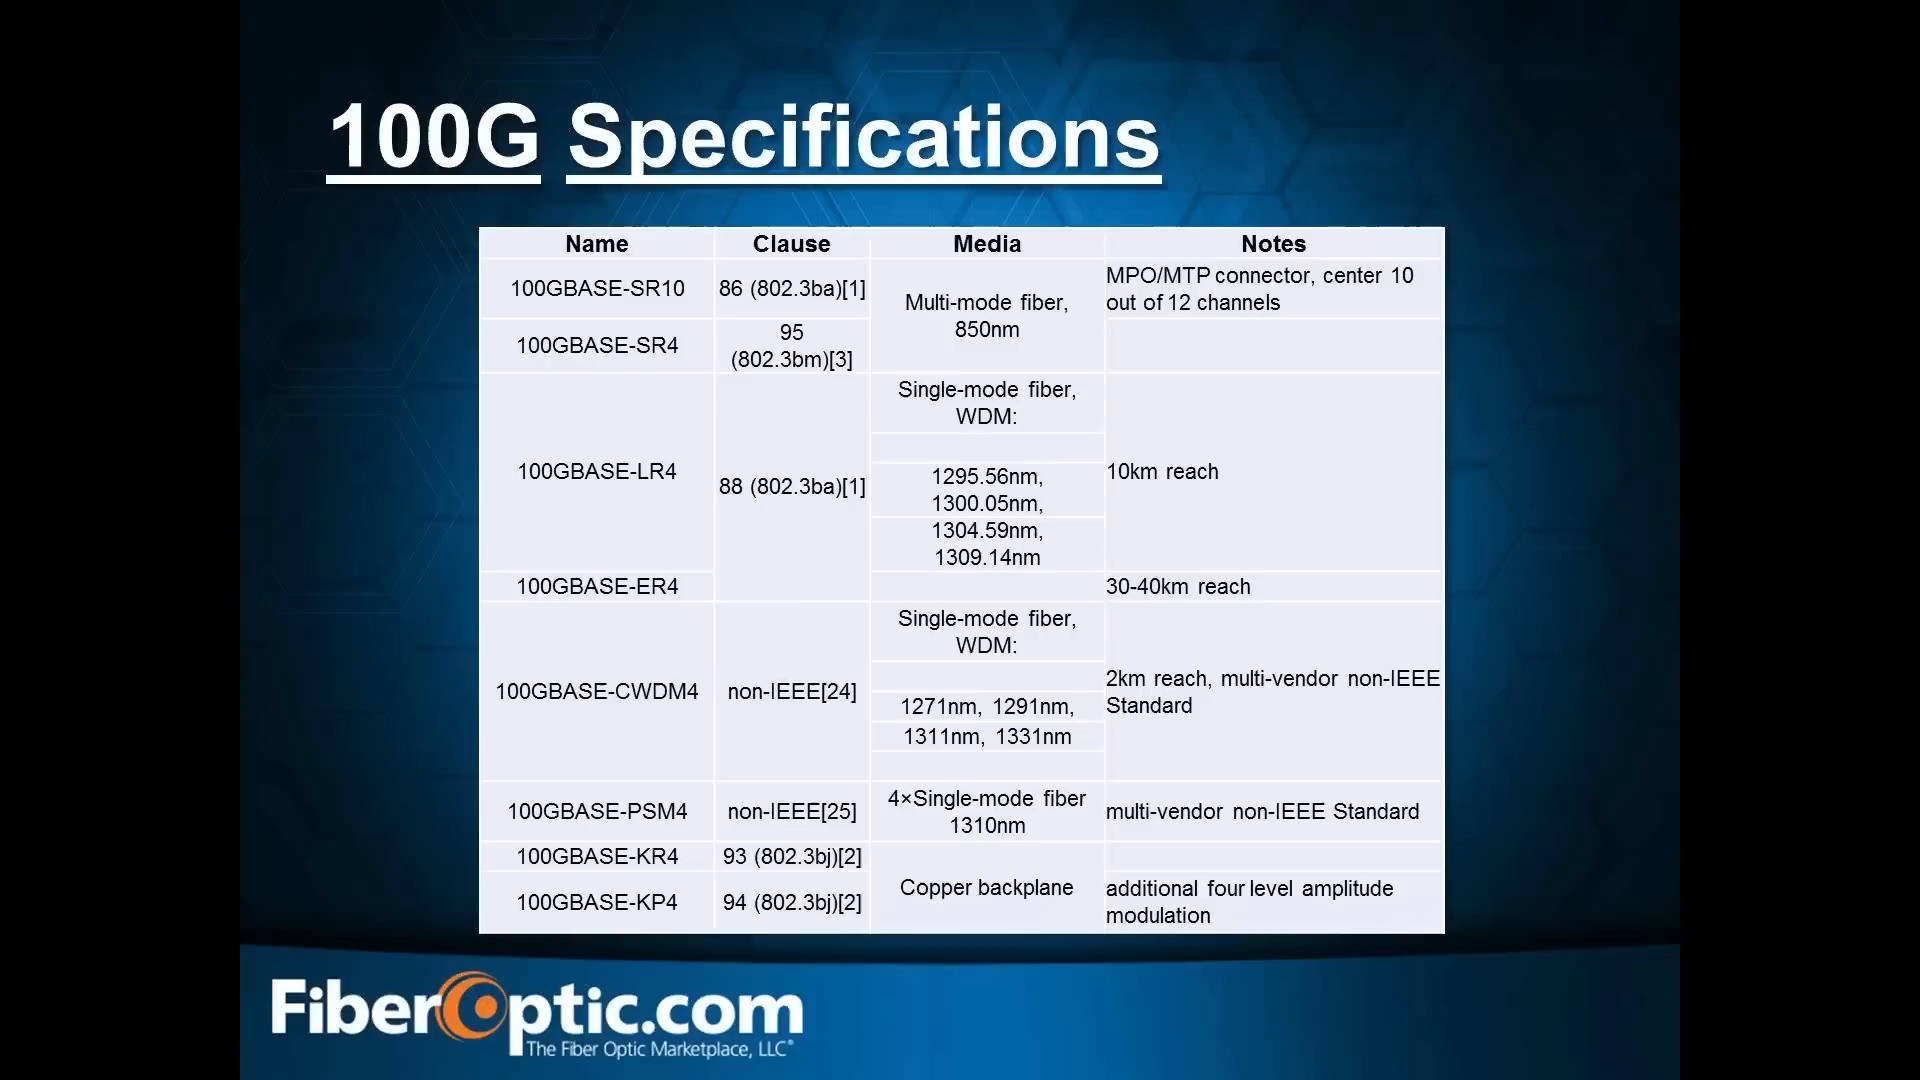 100G Specifications
Name Clause Media Notes
100GBASE-SR10 86 (802.3ba)[1] Multi-mode fiber,
850nm
MPO/MTP connector, center 10
out of 12 channels
100GBASE-SR4 95
(802.3bm)[3]
100GBASE-LR4 88 (802.3ba)[1] Single-mode fiber,
WDM:
1295.56nm,
1300.05nm,
1304.59nm,
1309.14nm
10km reach
100GBASE-ER4 30-40km reach
100GBASE-CWDM4 non-IEEE[24] Single-mode fiber,
WDM:
1271nm, 1291nm,
1311nm, 1331nm
2km reach, multi-vendor non-IEEE
Standard
100GBASE-PSM4 non-IEEE[25] 4×Single-mode fiber
1310nm
multi-vendor non-IEEE Standard
100GBASE-KR4 93 (802.3bj)[2] Copper backplane
100GBASE-KP4 94 (802.3bj)[2] additional four level amplitude
modulation
FiberOptic.com
The Fiber Optic Marketplace, LLC®